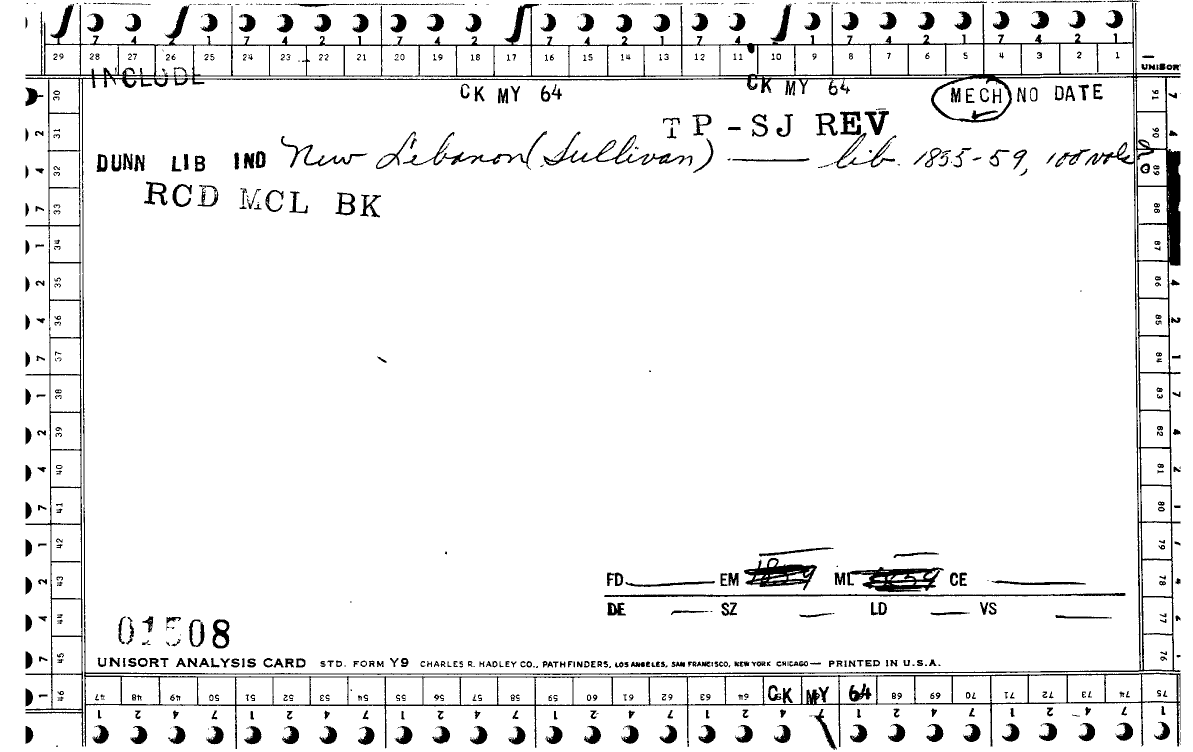 7 4 2 1 7 4 2 1 7 4 2 1 7 4 2 1 7 4 2 1 7 4 2 1
29 28 27 26 25 24 23 22 21 20 19 18 17 16 15 14 13 12 11 10 9 8 7 6 5 4 3 2 1
UNISORT
INCLUDE
CK MY 64 CK MY 64 MECH NO DATE
TP-SJ REV
DUNN LIB IND New Lebanon (Sullivan) — lib. 1855-59, 100 vols
RCD MCL BK
30 31 32 33 34 35 36 37 38 39 40 41 42 43 44 45 46
91 90 89 88 87 86 85 84 83 82 81 80 79 78 77 76 75
FD EM 1859 ML 1859 CE
DE SZ LD VS
01508
UNISORT ANALYSIS CARD STD. FORM Y9 CHARLES R. HADLEY CO., PATHFINDERS, LOS ANGELES, SAN FRANCISCO, NEW YORK CHICAGO — PRINTED IN U.S.A.
47 48 49 50 51 52 53 54 55 56 57 58 59 60 61 62 63 64 CK MY 64 68 69 70 71 72 73 74
1 2 4 7 1 2 4 7 1 2 4 7 1 2 4 7 1 2 4 7 1 2 4 7 1 2 4 7 1